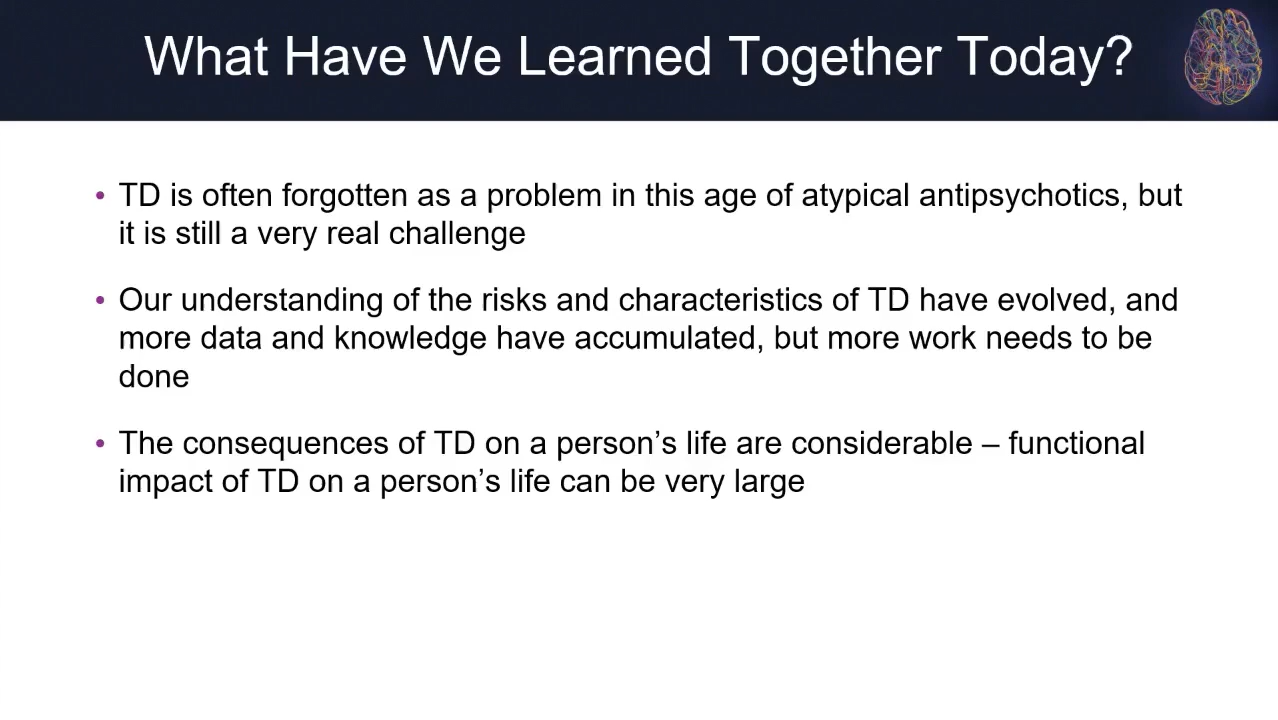 What Have We Learned Together Today?
• TD is often forgotten as a problem in this age of atypical antipsychotics, but
it is still a very real challenge
• Our understanding of the risks and characteristics of TD have evolved, and
more data and knowledge have accumulated, but more work needs to be
done
• The consequences of TD on a person’s life are considerable – functional
impact of TD on a person’s life can be very large